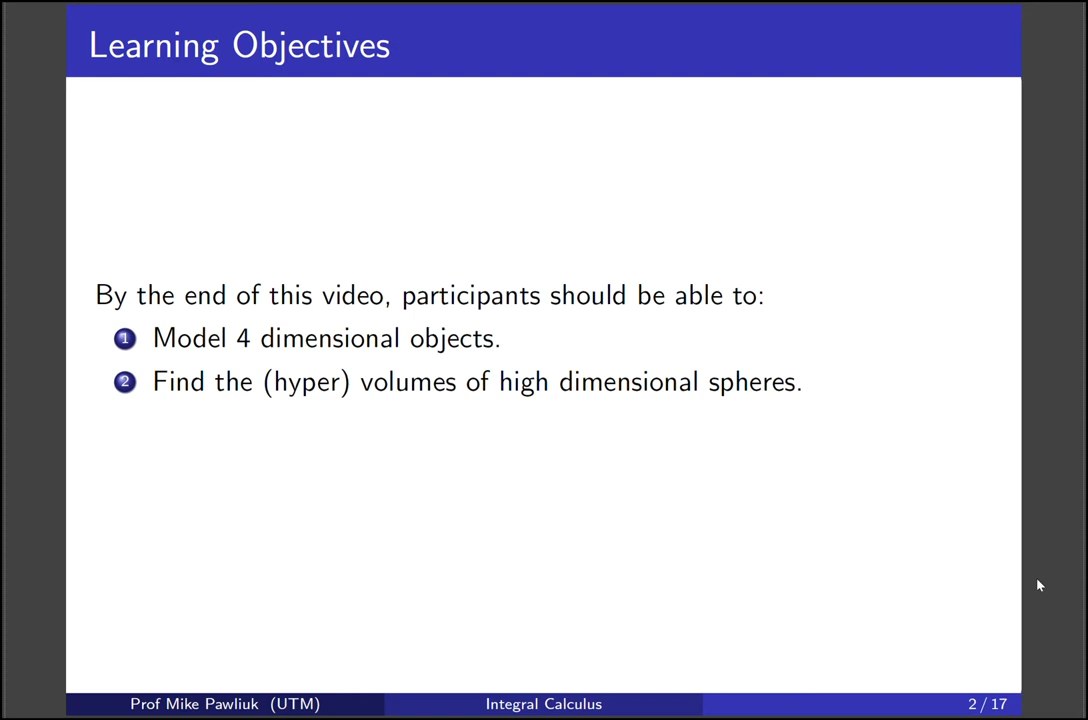 Learning Objectives
By the end of this video, participants should be able to:
1 Model 4 dimensional objects.
2 Find the (hyper) volumes of high dimensional spheres.
Prof Mike Pawliuk (UTM) Integral Calculus 2 / 17